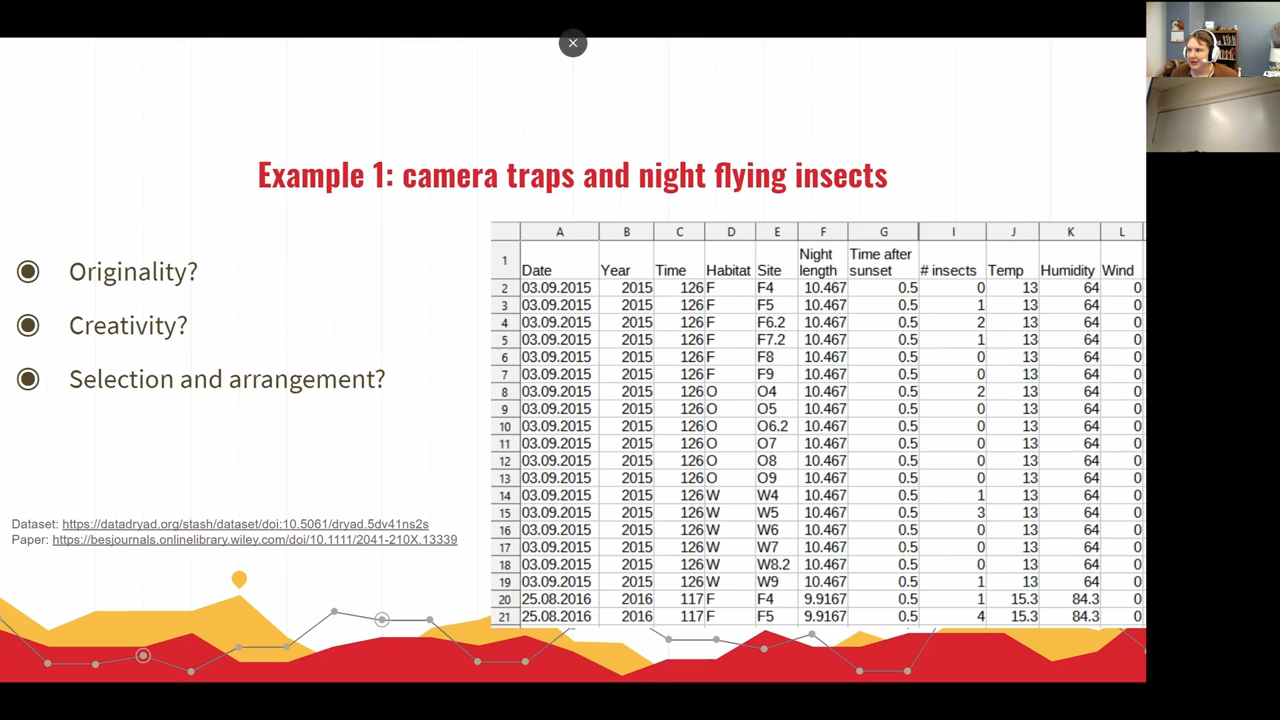 Example 1: camera traps and night flying insects
Originality?
Creativity?
Selection and arrangement?
Dataset: https://datadryad.org/stash/dataset/doi:10.5061/dryad.5dv41ns2s
Paper: https://besjournals.onlinelibrary.wiley.com/doi/10.1111/2041-210X.13339
A B C D E F G I J K L
1 Date Year Time Habitat Site Night length Time after sunset # insects Temp Humidity Wind
2 03.09.2015 2015 126 F F4 10.467 0.5 0 13 64 0
3 03.09.2015 2015 126 F F5 10.467 0.5 1 13 64 0
4 03.09.2015 2015 126 F F6.2 10.467 0.5 2 13 64 0
5 03.09.2015 2015 126 F F7.2 10.467 0.5 1 13 64 0
6 03.09.2015 2015 126 F F8 10.467 0.5 0 13 64 0
7 03.09.2015 2015 126 F F9 10.467 0.5 0 13 64 0
8 03.09.2015 2015 126 O O4 10.467 0.5 2 13 64 0
9 03.09.2015 2015 126 O O5 10.467 0.5 0 13 64 0
10 03.09.2015 2015 126 O O6.2 10.467 0.5 0 13 64 0
11 03.09.2015 2015 126 O O7 10.467 0.5 0 13 64 0
12 03.09.2015 2015 126 O O8 10.467 0.5 0 13 64 0
13 03.09.2015 2015 126 O O9 10.467 0.5 0 13 64 0
14 03.09.2015 2015 126 W W4 10.467 0.5 1 13 64 0
15 03.09.2015 2015 126 W W5 10.467 0.5 3 13 64 0
16 03.09.2015 2015 126 W W6 10.467 0.5 0 13 64 0
17 03.09.2015 2015 126 W W7 10.467 0.5 0 13 64 0
18 03.09.2015 2015 126 W W8.2 10.467 0.5 0 13 64 0
19 03.09.2015 2015 126 W W9 10.467 0.5 1 13 64 0
20 25.08.2016 2016 117 F F4 9.9167 0.5 1 15.3 84.3 0
21 25.08.2016 2016 117 F F5 9.9167 0.5 4 15.3 84.3 0